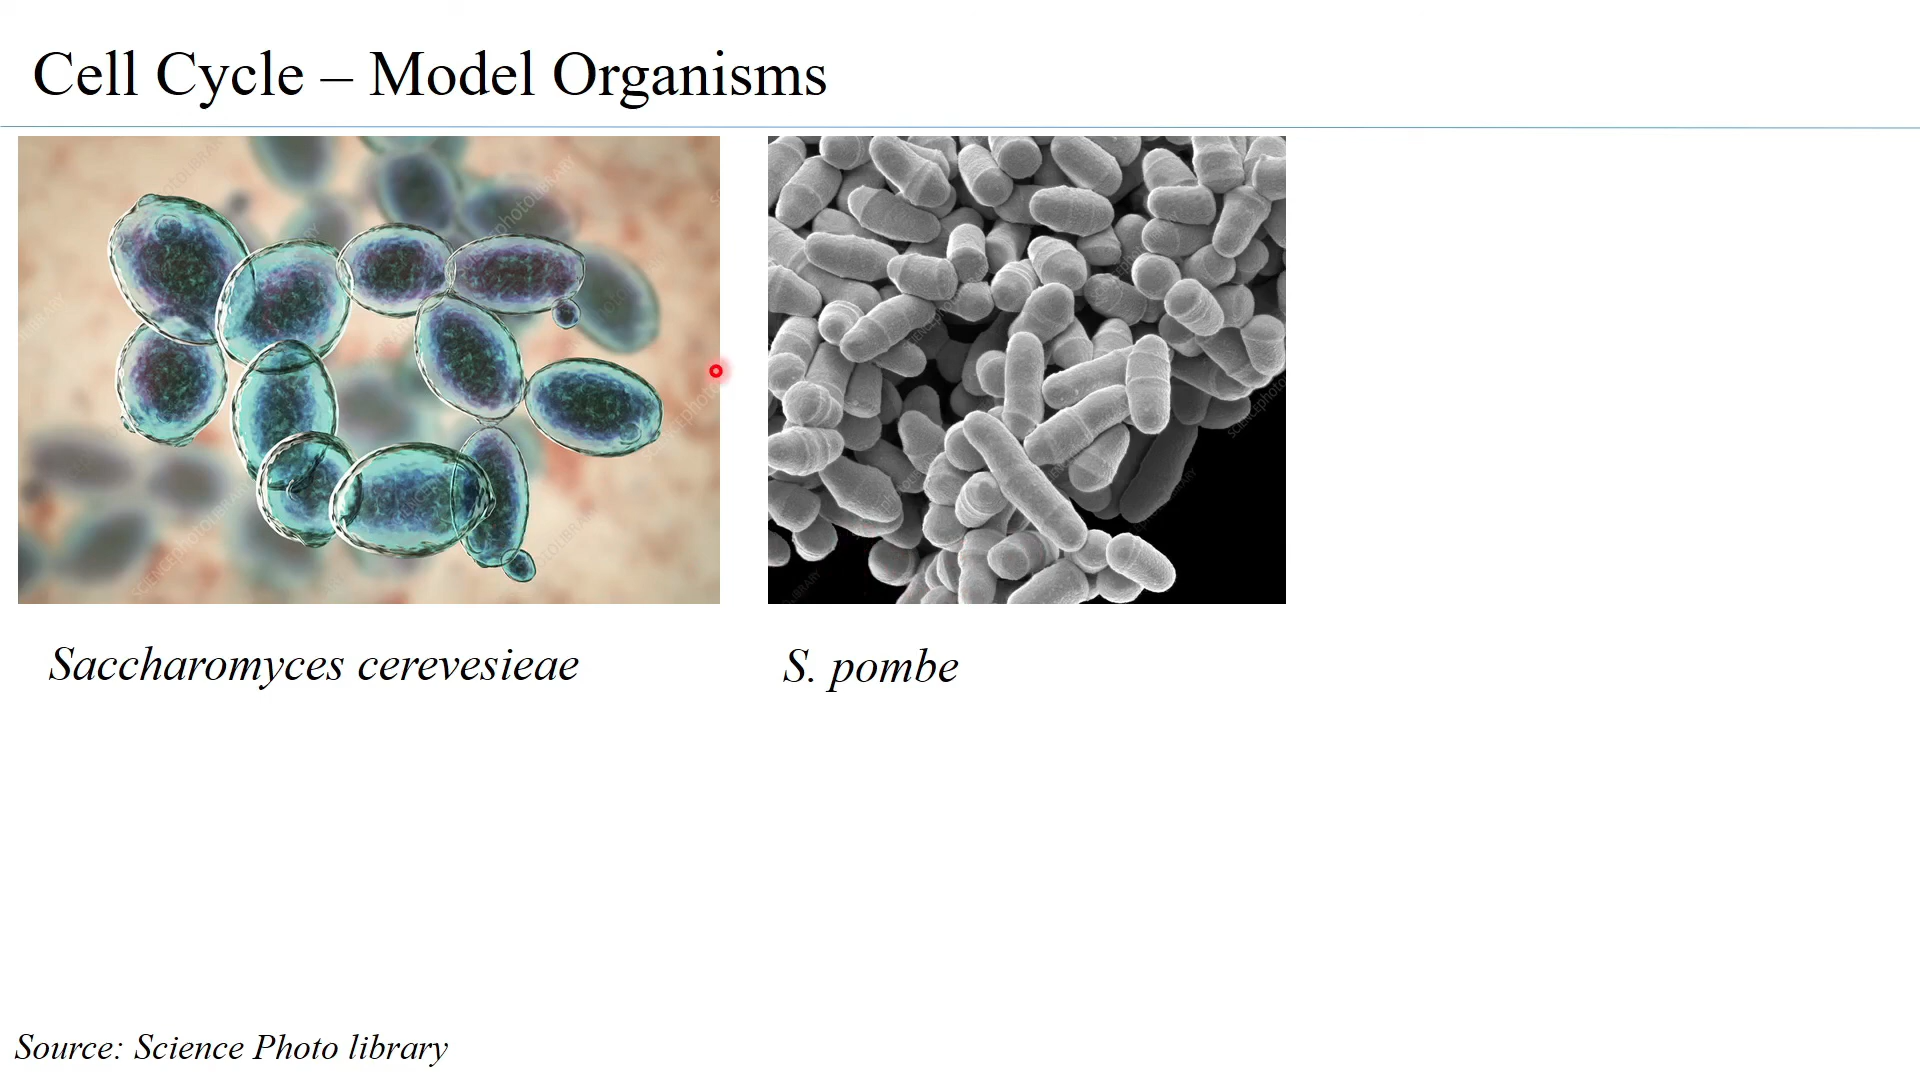 Cell Cycle – Model Organisms
Saccharomyces cerevesieae
S. pombe
Source: Science Photo library